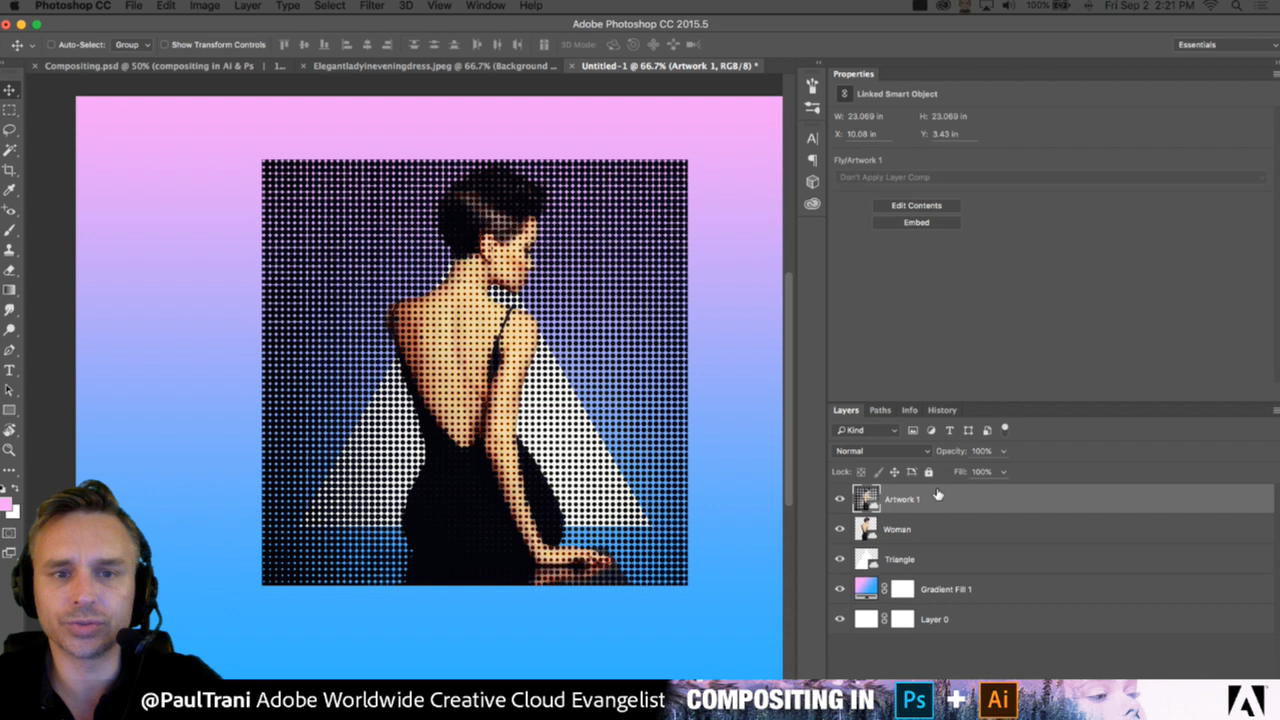 Photoshop CC File Edit Image Layer Type Select Filter 3D View Window Help 100% Fri Sep 2 2:21 PM
Adobe Photoshop CC 2015.5
Auto-Select: Group Show Transform Controls 3D Mode: Essentials
Compositing.psd @ 50% (compositing in Ai & Ps 1... Elegantladyineveningdress.jpeg @ 66.7% (Background ... Untitled-1 @ 66.7% (Artwork 1, RGB/8) *
Properties
Linked Smart Object
W: 23.069 in H: 23.069 in
X: 10.08 in Y: 3.43 in
Fly/Artwork 1
Don't Apply Layer Comp
Edit Contents
Embed
Layers Paths Info History
Kind
Normal Opacity: 100%
Lock: Fill: 100%
Artwork 1
Woman
Triangle
Gradient Fill 1
Layer 0
@PaulTrani Adobe Worldwide Creative Cloud Evangelist COMPOSITING IN Ps + Ai